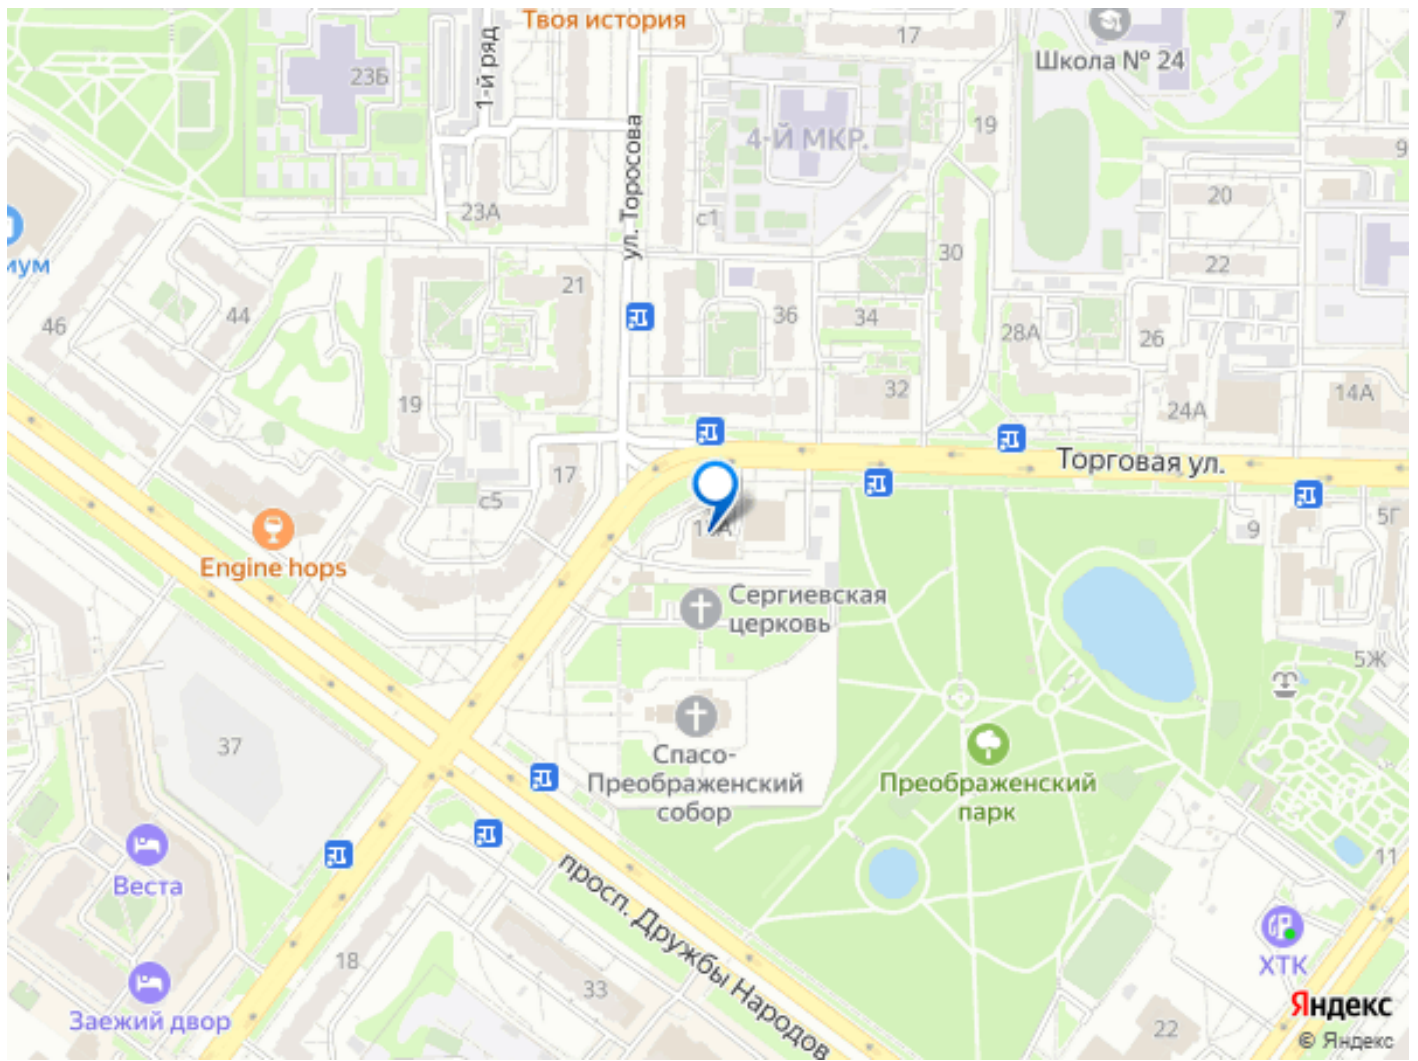 Твоя история
17
7
Школа № 24
23Б
1-й ряд
ул. Торосова
4-Й МКР.
19
9
23А
с1
20
иум
30
22
21
46
44
36
34
28А
26
19
32
24А
14А
Торговая ул.
17
с5
9
5Г
Engine hops
Сергиевская
церковь
5Ж
37
Спасо-
Преображенский
собор
Преображенский
парк
Веста
11
просп. Дружбы Народов
18
33
ХТК
Заежий двор
22
Яндекс
© Яндекс